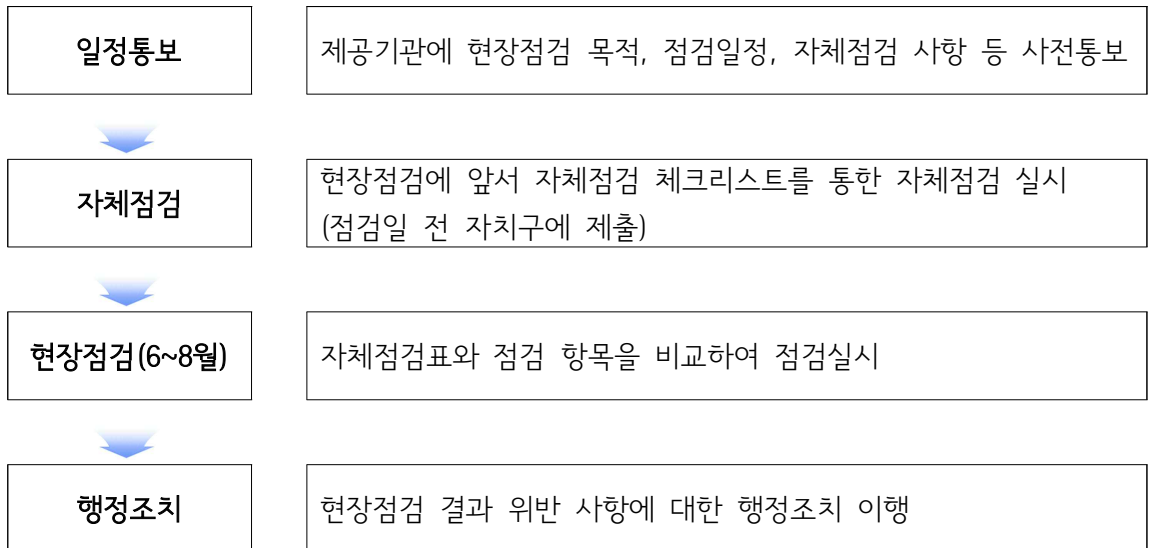 일정통보
제공기관에 현장점검 목적, 점검일정, 자체점검 사항 등 사전통보
자체점검
현장점검에 앞서 자체점검 체크리스트를 통한 자체점검 실시
(점검일 전 자치구에 제출)
현장점검(6~8월)
자체점검표와 점검 항목을 비교하여 점검실시
행정조치
현장점검 결과 위반 사항에 대한 행정조치 이행